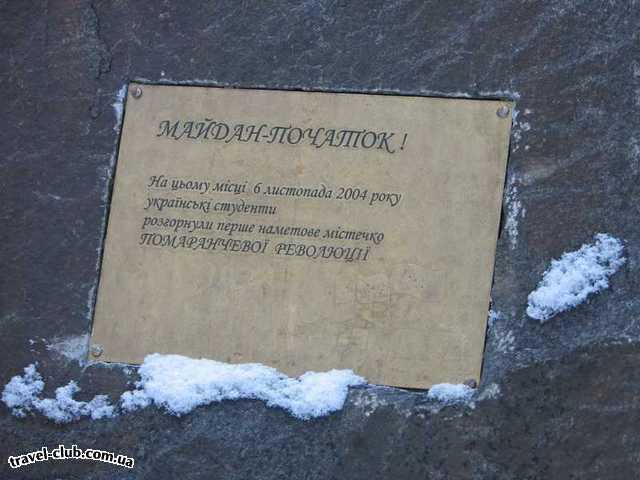 МАЙДАН-ПОЧАТОК !
На цьому місці 6 листопада 2004 року
українські студенти
розгорнули перше наметове містечко
ПОМАРАНЧЕВОЇ РЕВОЛЮЦІЇ
travel-club.com.ua